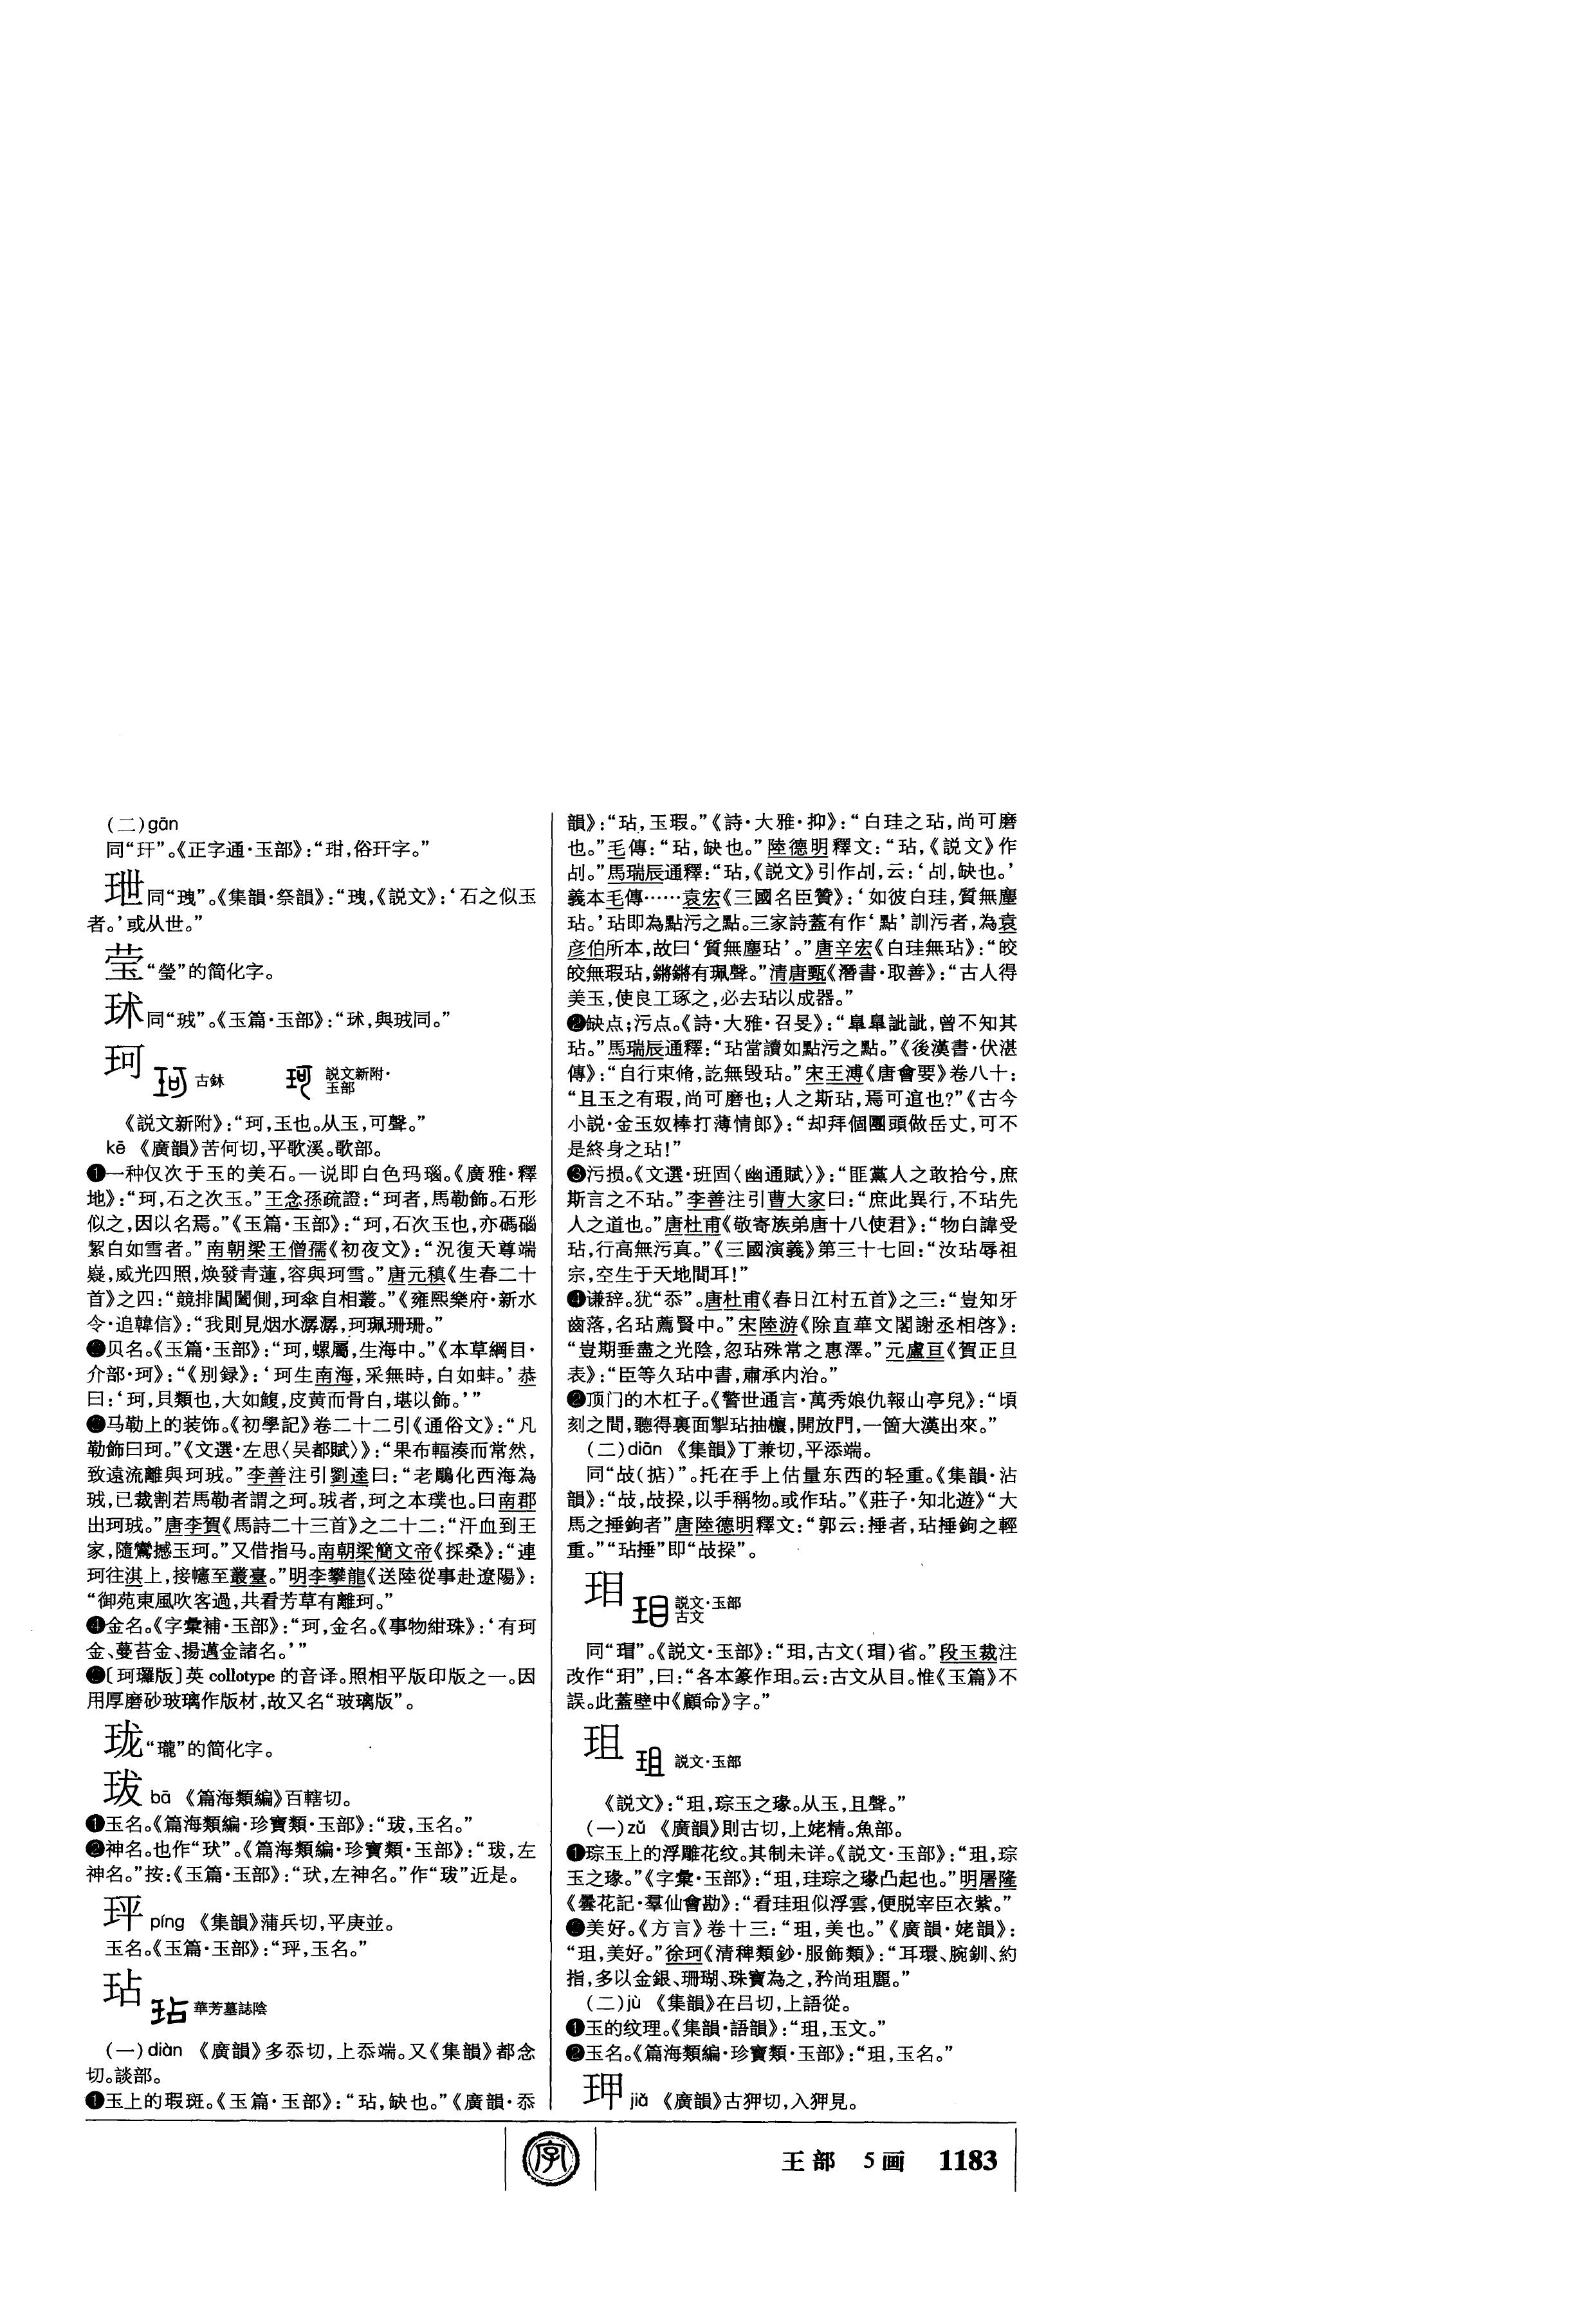 (二)gān
同“玕”。《正字通·玉部》：“玵，俗玕字。”
玴同“㻡”。《集韻·祭韻》：“㻡，《説文》：‘石之似玉
者。’或从世。”
莹“瑩”的简化字。
玳同“玳”。《玉篇·玉部》：
珂 古鉢 説文新附·
玉部
《説文新附》：“珂，玉也。从玉，可聲。”
kē 《廣韻》苦何切，平歌溪。歌部。
❶一种仅次于玉的美石。一说即白色玛瑙。《廣雅·釋
地》：“珂，石之次玉。”王念孫疏證：“珂者，馬勒飾。石形
似之，因以名焉。”《玉篇·玉部》：“珂，石次玉也，亦碼碯
絜白如雪者。”南朝梁王僧孺《初夜文》：“況復天尊端
嶷，威光四照，焕發青蓮，容與珂雪。”唐元稹《生春二十
首》之四：“競排閶闔側，珂傘自相叢。”《雍熙樂府·新水
令·追韓信》：“我則見烟水潺潺，珂珮珊珊。”
❷贝名。《玉篇·玉部》：“珂，螺屬，生海中。”《本草綱目·
介部·珂》：“《别録》：‘珂生南海，采無時，白如蚌。’恭
曰：‘珂，貝類也，大如鰒，皮黄而骨白，堪以飾。’”
❸马勒上的装饰。《初學記》卷二十二引《通俗文》：“凡
勒飾曰珂。”《文選·左思〈吴都賦〉》：“果布輻湊而常然，
致遠流離與珂珬。”李善注引劉逵曰：“老鵰化西海為
珬，已裁割若馬勒者謂之珂。珬者，珂之本璞也。曰南郡
出珂珬。”唐李賀《馬詩二十三首》之二十二：“汗血到王
家，隨鸞撼玉珂。”又借指马。南朝梁簡文帝《採桑》：“連
珂往淇上，接幰至叢臺。”明李攀龍《送陸從事赴遼陽》：
“御苑東風吹客過，共看芳草有離珂。”
❹金名。《字彙補·玉部》：“珂，金名。《事物紺珠》：‘有珂
金、蔓苔金、揚邁金諸名。’”
❺〔珂瓏版〕英 collotype 的音译。照相平版印版之一。因
用厚磨砂玻璃作版材，故又名“玻璃版”。
珑“瓏”的简化字。
㺴 bā 《篇海類編》百轄切。
❶玉名。《篇海類編·珍寶類·玉部》：
❷神名。也作“㺽”。《篇海類編·珍寶類·玉部》：
玶 píng 《集韻》蒲兵切，平庚並。
玉名。《玉篇·玉部》：“玶，玉名。”
玷 華芳墓誌陰
(一)diàn 《廣韻》多忝切，上忝端。又《集韻》都念
切。談部。
❶玉上的瑕斑。《玉篇·玉部》：“玷，缺也。”《廣韻·忝
韻》：“玷，玉瑕。”《詩·大雅·抑》：“白珪之玷，尚可磨
也。”毛傳：“玷，缺也。”陸德明釋文：“玷，《説文》作
㓠。”馬瑞辰通釋：“玷，《説文》引作㓠，云：‘㓠，缺也。’
義本毛傳……袁宏《三國名臣贊》：‘如彼白珪，質無塵
玷。’玷即為點污之點。三家詩蓋有作‘點’訓污者，為袁
彦伯所本，故曰‘質無塵玷’。”唐辛宏《白珪無玷》：“皎
皎無瑕玷，鏘鏘有珮聲。”清唐甄《潛書·取善》：“古人得
美玉，使良工琢之，必去玷以成器。”
❷缺点；污点。《詩·大雅·召旻》：“皋皋訿訿，曾不知其
玷。”馬瑞辰通釋：“玷當讀如點污之點。”《後漢書·伏湛
傳》：“自行束脩，訖無毁玷。”宋王溥《唐會要》卷八十：
“且玉之有瑕，尚可磨也；人之斯玷，焉可逭也？”《古今
小説·金玉奴棒打薄情郎》：“却拜個團頭做岳丈，可不
是終身之玷！”
❸污损。《文選·班固〈幽通賦〉》：“匪黨人之敢拾兮，庶
斯言之不玷。”李善注引曹大家曰：“庶此異行，不玷先
人之道也。”唐杜甫《敬寄族弟唐十八使君》：“物白諱受
玷，行高無污真。”《三國演義》第三十七回：“汝玷辱祖
宗，空生于天地間耳！”
❹谦辞。犹“忝”。唐杜甫《春日江村五首》之三：“豈知牙
齒落，名玷薦賢中。”宋陸游《除直華文閣謝丞相啓》：
“豈期垂盡之光陰，忽玷殊常之惠澤。”元盧亘《賀正旦
表》：“臣等久玷中書，肅承内治。”
❷顶门的木杠子。《警世通言·萬秀娘仇報山亭兒》：“頃
刻之間，聽得裏面掣玷抽櫎，開放門，一箇大漢出來。”
(二)diān 《集韻》丁兼切，平添端。
同“敁(掂)”。托在手上估量东西的轻重。《集韻·沾
韻》：“敁，敁挅，以手稱物。或作玷。”《莊子·知北遊》“大
馬之捶鉤者”唐陸德明釋文：“郭云：捶者，玷捶鉤之輕
重。”“玷捶”即“敁挅”。
玥 説文·玉部
古文
同“瑁”。《説文·玉部》：“珇，古文(瑁)省。”段玉裁注
改作“玥”，曰：“各本篆作珇。云：古文从目。惟《玉篇》不
誤。此蓋壁中《顧命》字。”
珇 説文·玉部
《説文》：“珇，琮玉之瑑。从玉，且聲。”
(一)zǔ 《廣韻》則古切，上姥精。魚部。
❶琮玉上的浮雕花纹。其制未详。《説文·玉部》：“珇，琮
玉之瑑。”《字彙·玉部》：“珇，珪琮之瑑凸起也。”明屠隆
《曇花記·羣仙會勘》：“看珪珇似浮雲，便脱宰臣衣紫。”
❸美好。《方言》卷十三：“珇，美也。”《廣韻·姥韻》：
“珇，美好。”徐珂《清稗類鈔·服飾類》：“耳環、腕釧、約
指，多以金銀、珊瑚、珠寶為之，矜尚珇麗。”
(二)jù 《集韻》在吕切，上語從。
❶玉的纹理。《集韻·語韻》：“珇，玉文。”
❷玉名。《篇海類編·珍寶類·玉部》：“珇，玉名。”
玾 jiǎ 《廣韻》古狎切，入狎見。
字
王部 5画 1183